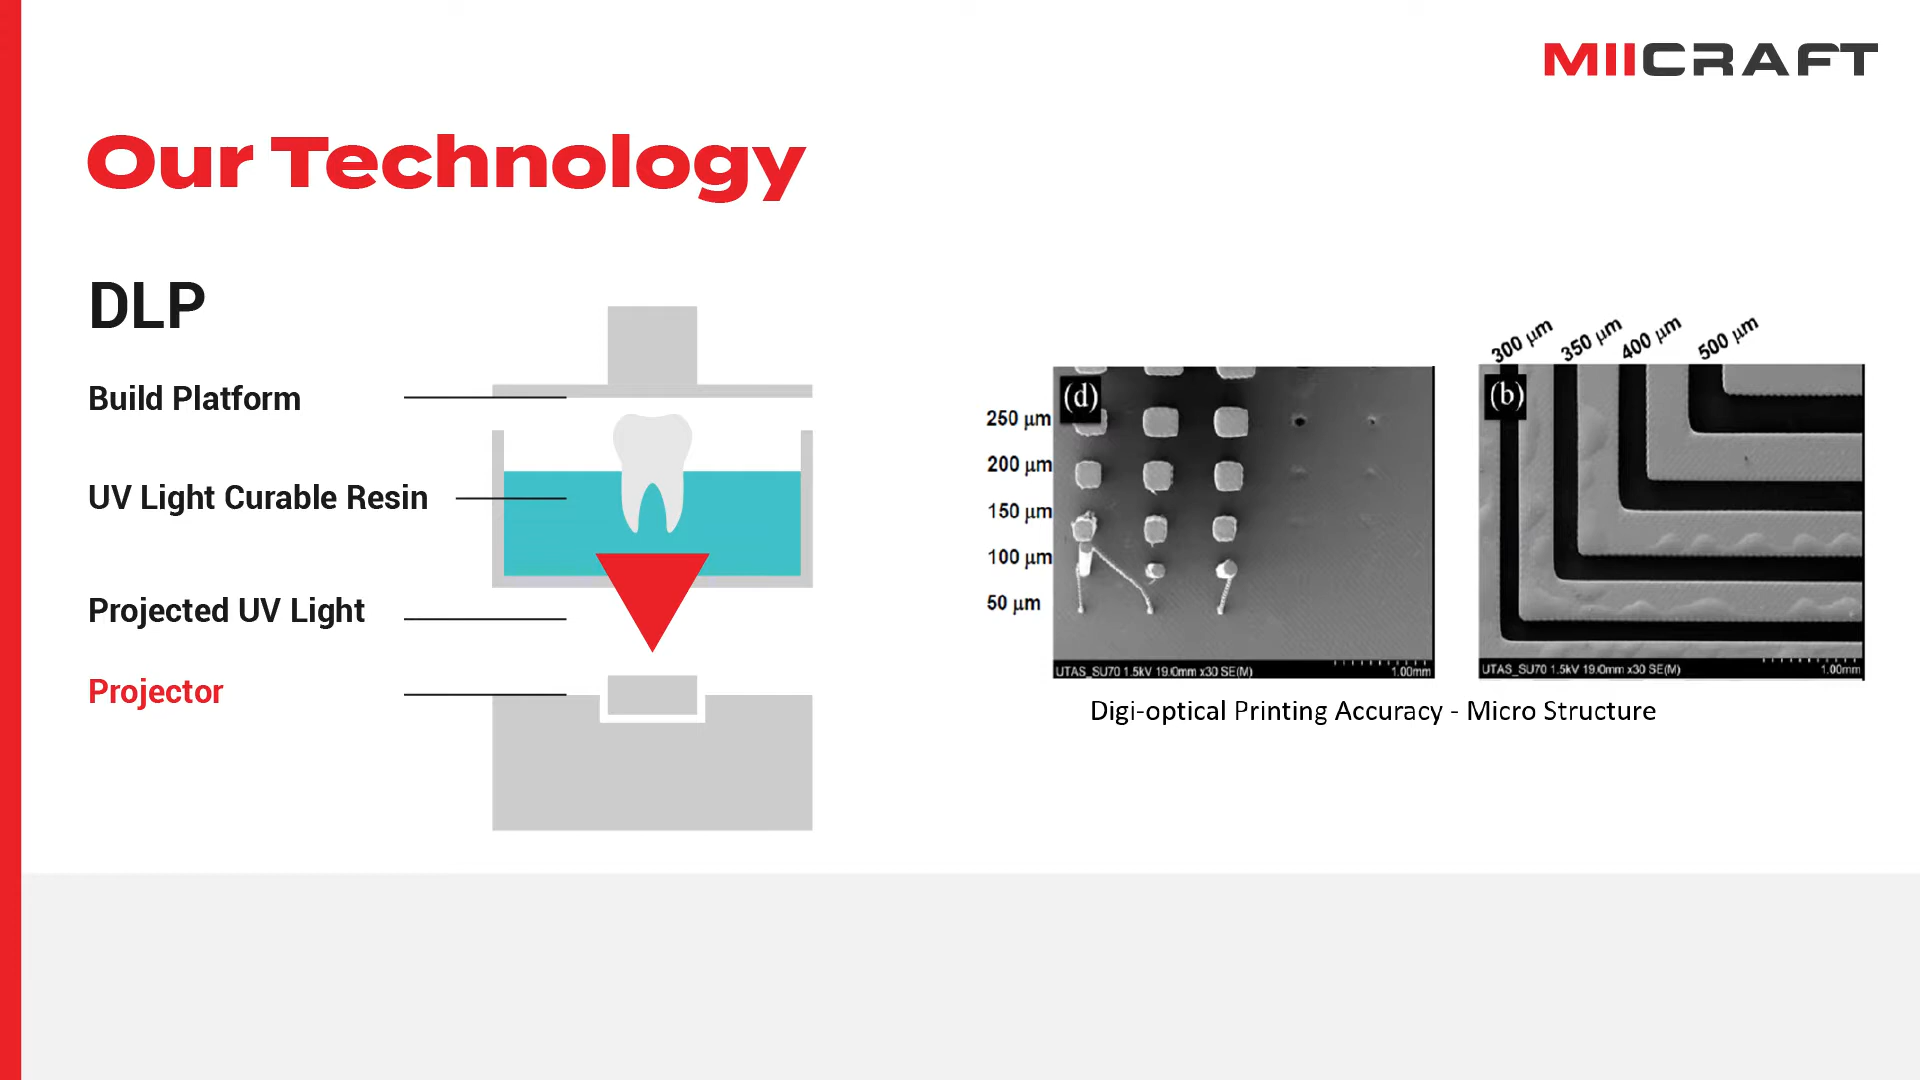 MIICRAFT
Our Technology
DLP
Build Platform
UV Light Curable Resin
Projected UV Light
Projector
250 µm
200 µm
150 µm
100 µm
50 µm
(d)
UTAS_SU70 1.5kV 19.0mm x30 SE(M)
1.00mm
300 µm
350 µm
400 µm
500 µm
(b)
UTAS_SU70 1.5kV 19.0mm x30 SE(M)
1.00mm
Digi-optical Printing Accuracy - Micro Structure